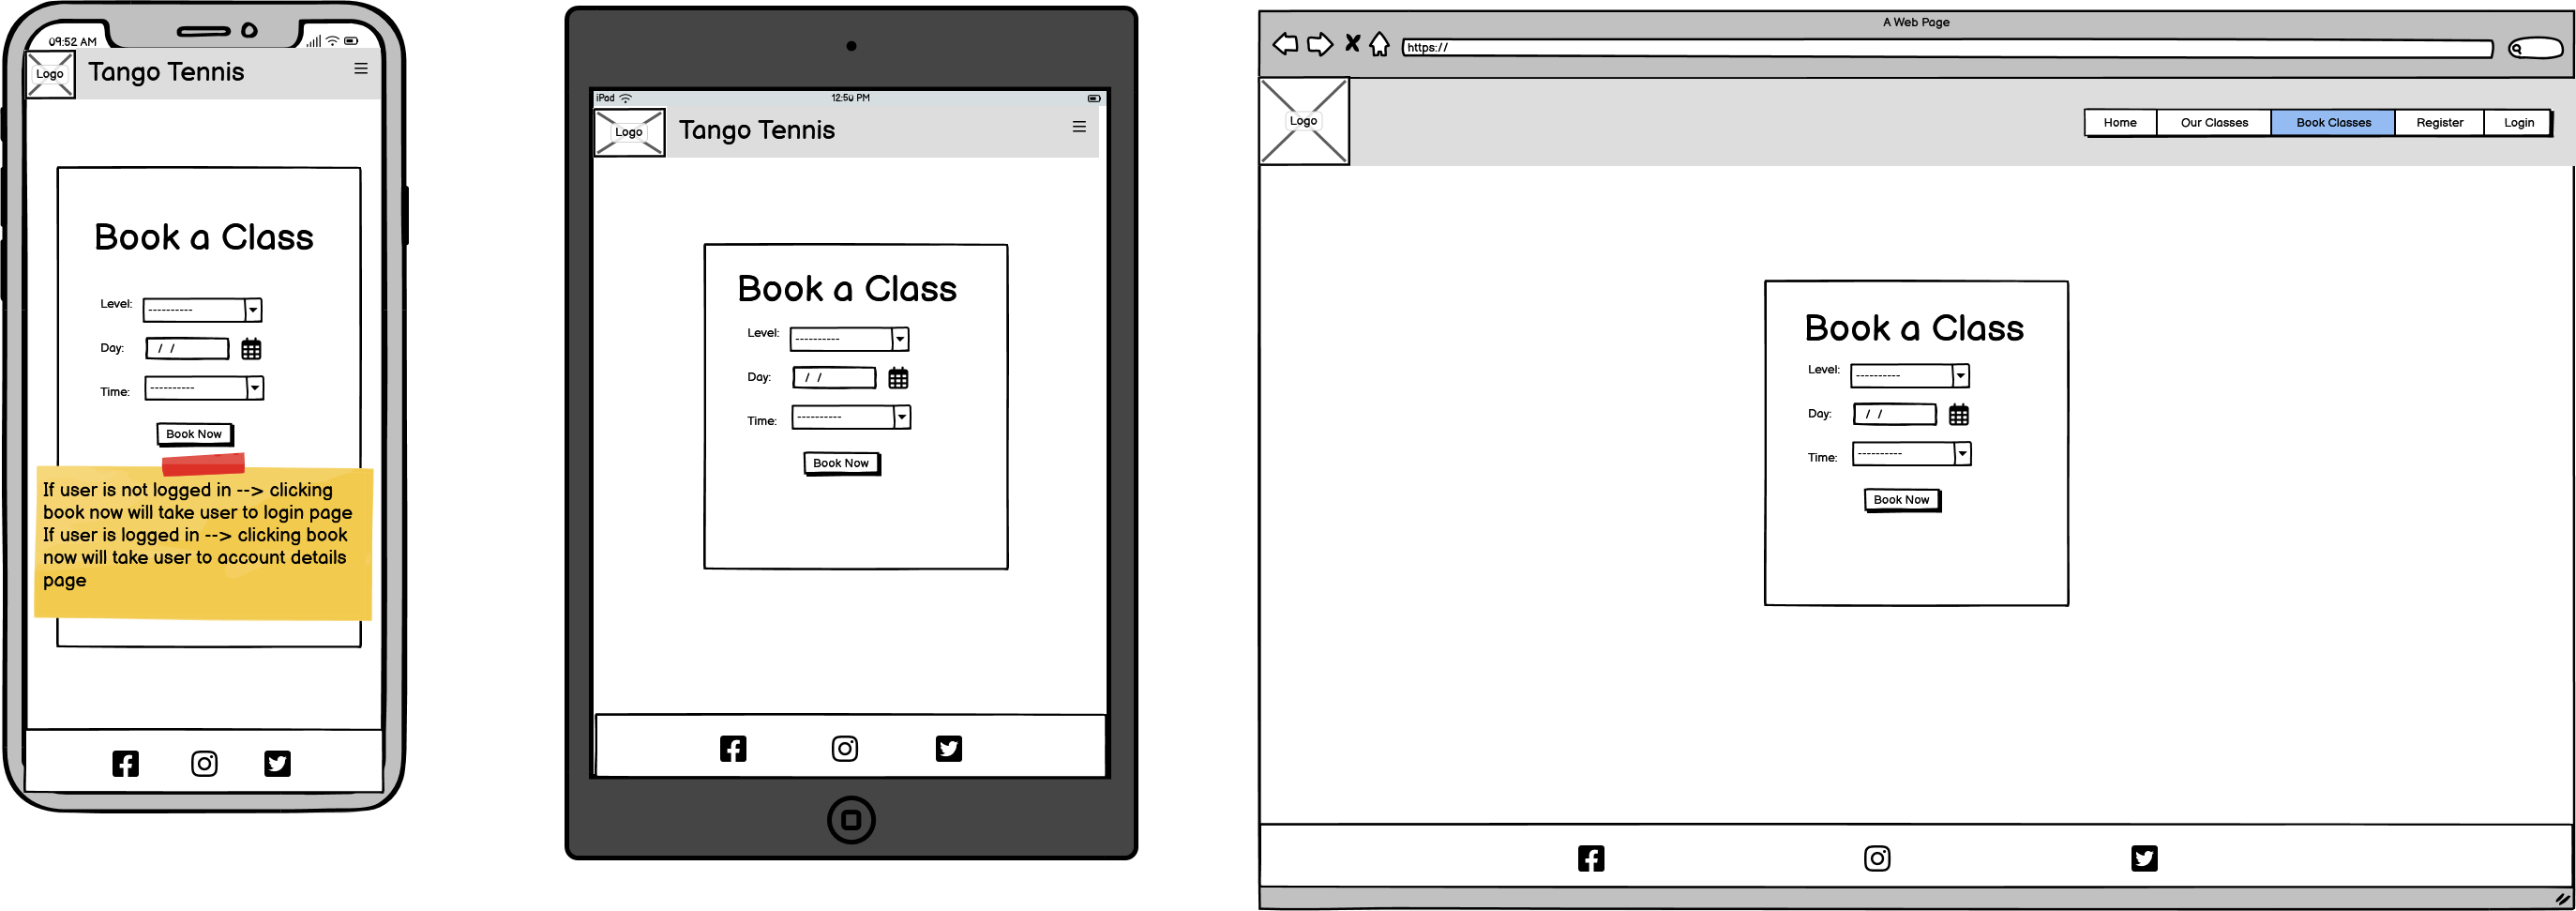 09:52 AM
Logo
Tango Tennis
Book a Class
Level:
----------
Day:
/ /
Time:
----------
Book Now
If user is not logged in --> clicking
book now will take user to login page
If user is logged in --> clicking book
now will take user to account details
page
iPad
12:50 PM
Logo
Tango Tennis
Book a Class
Level:
----------
Day:
/ /
Time:
----------
Book Now
A Web Page
https://
Logo
Home
Our Classes
Book Classes
Register
Login
Book a Class
Level:
----------
Day:
/ /
Time:
----------
Book Now